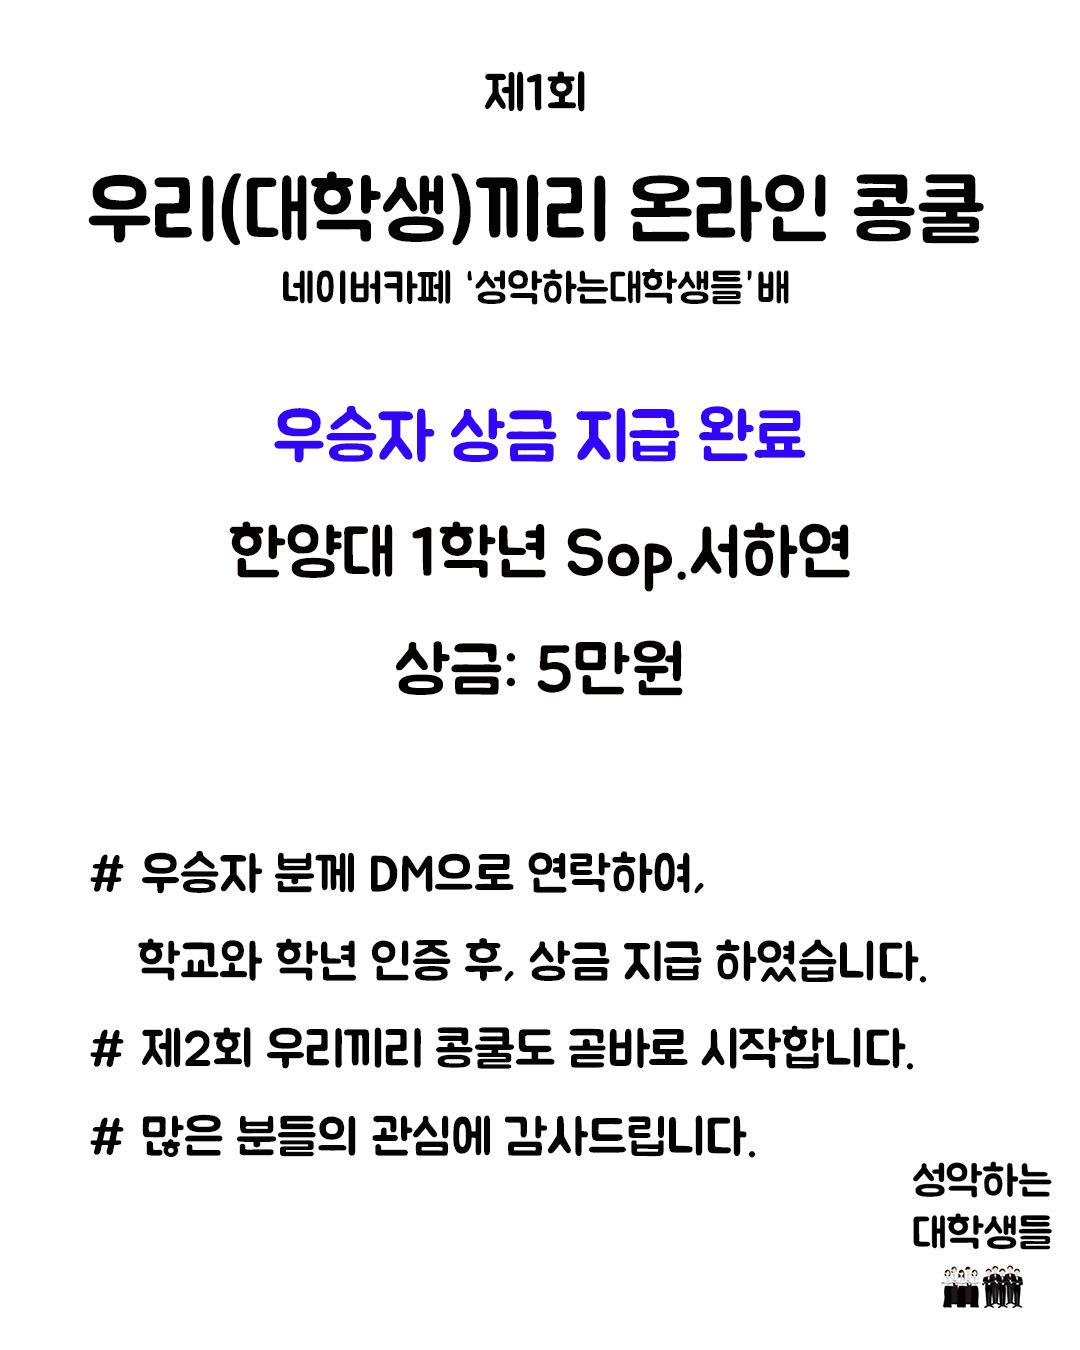 제1회
우리(대학생)끼리 온라인 콩쿨
네이버카페 '성악하는대학생들'배
우승자 상금 지급 완료
한양대 1학년 Sop.서하연
상금: 5만원
# 우승자 분께 DM으로 연락하여,
학교와 학년 인증 후, 상금 지급 하였습니다.
# 제2회 우리끼리 콩쿨도 곧바로 시작합니다.
# 많은 분들의 관심에 감사드립니다.
성악하는
대학생들